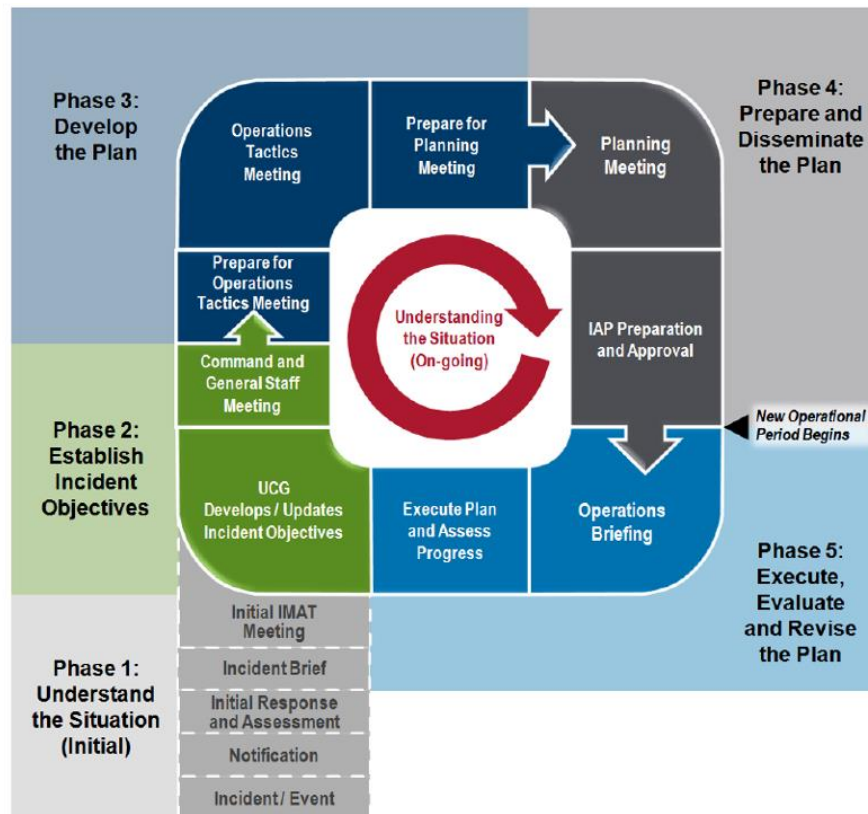 Phase 3:
Develop
the Plan
Operations
Tactics
Meeting
Prepare for
Planning
Meeting
Planning
Meeting
Phase 4:
Prepare and
Disseminate
the Plan
Prepare for
Operations
Tactics Meeting
Understanding
the Situation
(On-going)
IAP Preparation
and Approval
Command and
General Staff
Meeting
Phase 2:
Establish
Incident
Objectives
New Operational
Period Begins
UCG
Develops / Updates
Incident Objectives
Execute Plan
and Assess
Progress
Operations
Briefing
Phase 5:
Execute,
Evaluate
and Revise
the Plan
Phase 1:
Understand
the Situation
(Initial)
Initial IMAT
Meeting
Incident Brief
Initial Response
and Assessment
Notification
Incident / Event